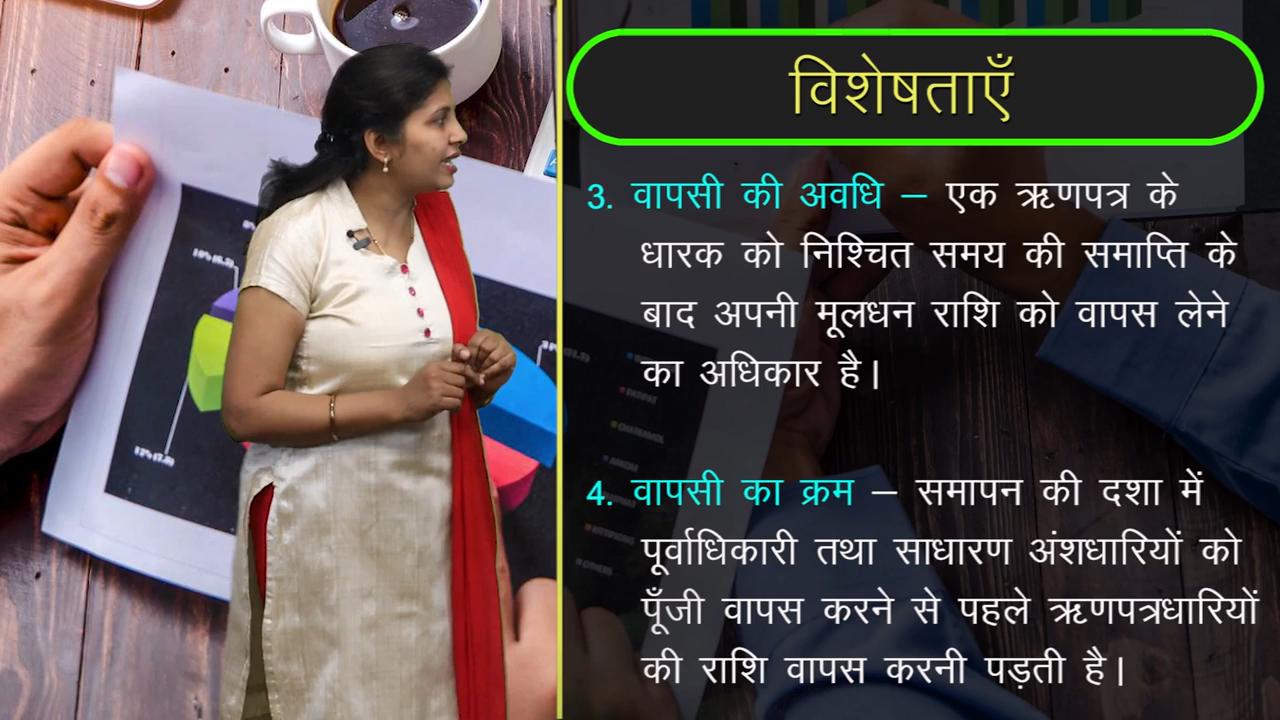 विशेषताएँ
3. वापसी की अवधि – एक ऋणपत्र के
धारक को निश्चित समय की समाप्ति के
बाद अपनी मूलधन राशि को वापस लेने
का अधिकार है।
4. वापसी का क्रम – समापन की दशा में
पूर्वाधिकारी तथा साधारण अंशधारियों को
पूँजी वापस करने से पहले ऋणपत्रधारियों
की राशि वापस करनी पड़ती है।